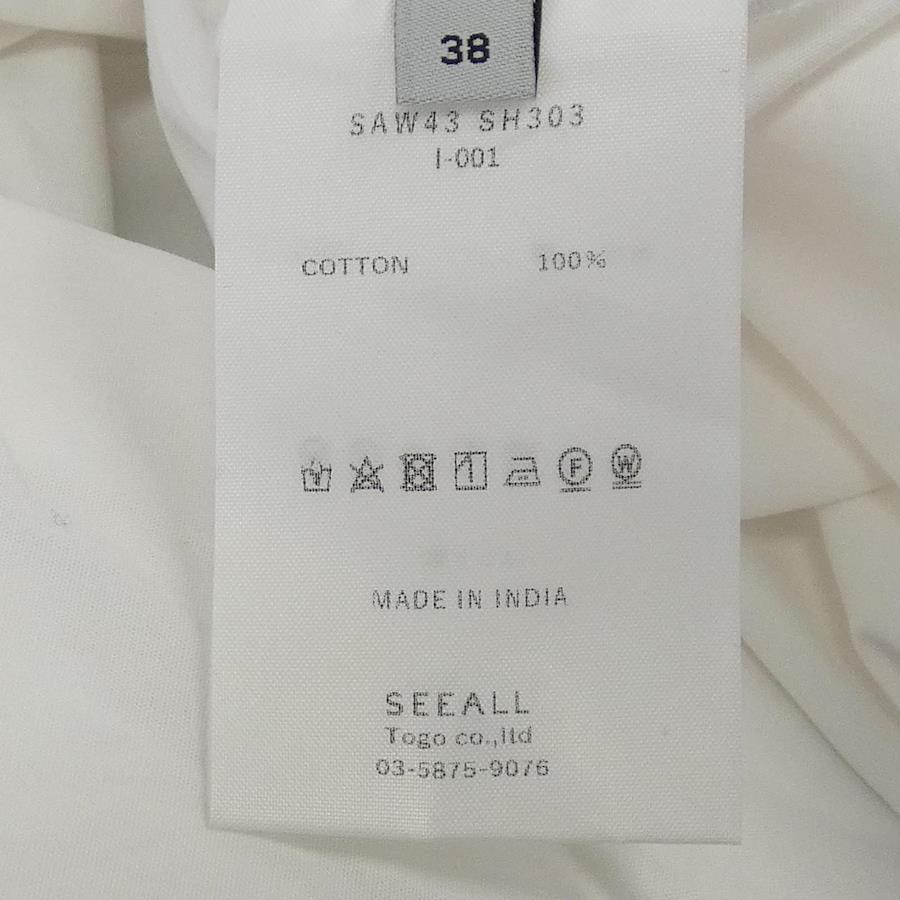 38
SAW43 SH303
I-001
COTTON 100%
F W
MADE IN INDIA
SEEALL
Togo co.,ltd
03-5875-9076